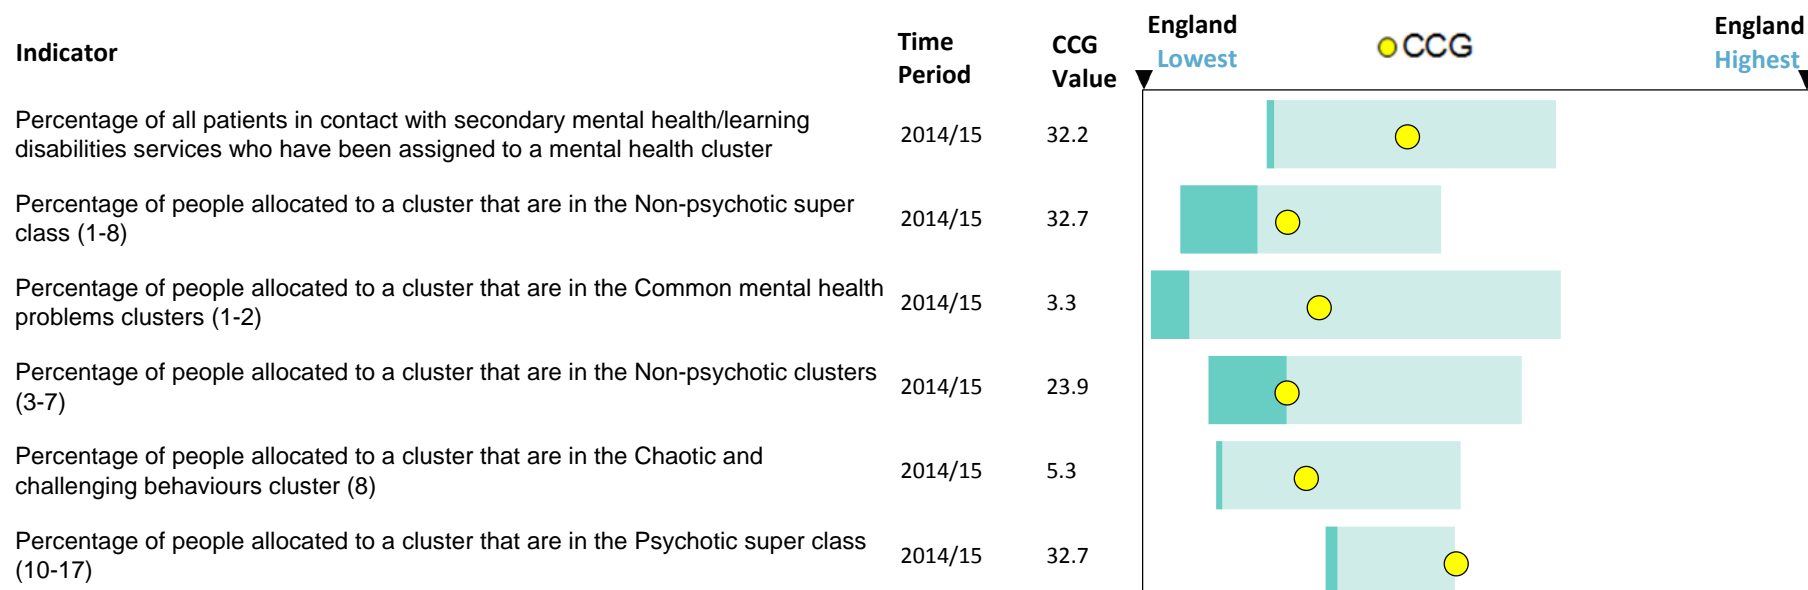 Indicator
Time
Period
CCG
Value
England
Lowest
CCG
England
Highest
Percentage of all patients in contact with secondary mental health/learning
disabilities services who have been assigned to a mental health cluster
2014/15
32.2
Percentage of people allocated to a cluster that are in the Non-psychotic super
class (1-8)
2014/15
32.7
Percentage of people allocated to a cluster that are in the Common mental health
problems clusters (1-2)
2014/15
3.3
Percentage of people allocated to a cluster that are in the Non-psychotic clusters
(3-7)
2014/15
23.9
Percentage of people allocated to a cluster that are in the Chaotic and
challenging behaviours cluster (8)
2014/15
5.3
Percentage of people allocated to a cluster that are in the Psychotic super class
(10-17)
2014/15
32.7